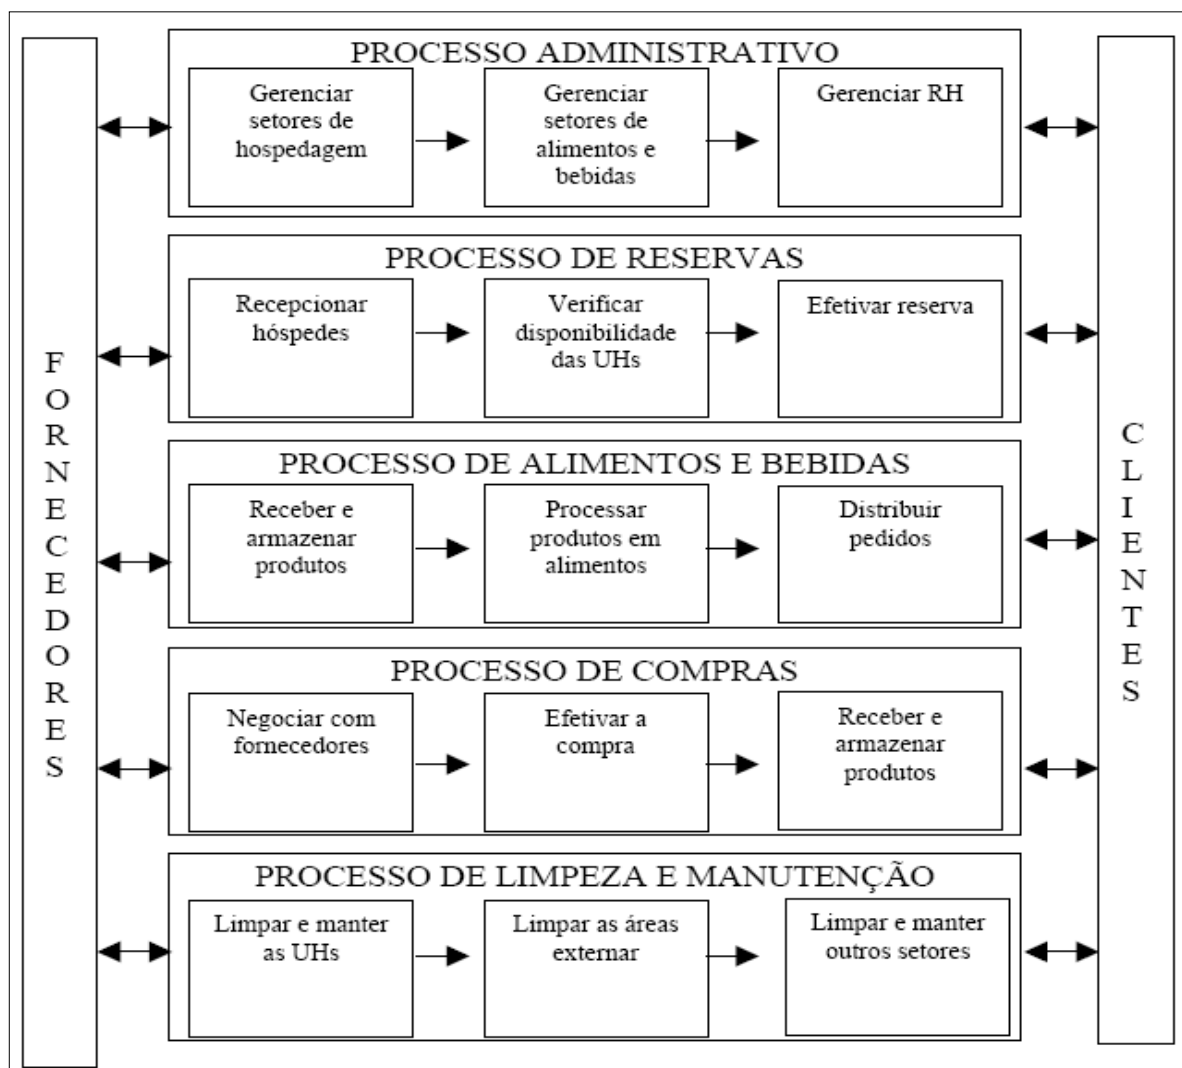 PROCESSO ADMINISTRATIVO
Gerenciar
setores de
hospedagem
Gerenciar
setores de
alimentos e
bebidas
Gerenciar RH
PROCESSO DE RESERVAS
Recepcionar
hóspedes
Verificar
disponibilidade
das UHs
Efetivar reserva
PROCESSO DE ALIMENTOS E BEBIDAS
Receber e
armazenar
produtos
Processar
produtos em
alimentos
Distribuir
pedidos
PROCESSO DE COMPRAS
Negociar com
fornecedores
Efetivar a
compra
Receber e
armazenar
produtos
PROCESSO DE LIMPEZA E MANUTENÇÃO
Limpar e manter
as UHs
Limpar as áreas
externar
Limpar e manter
outros setores
FORNECEDORES
CLIENTES